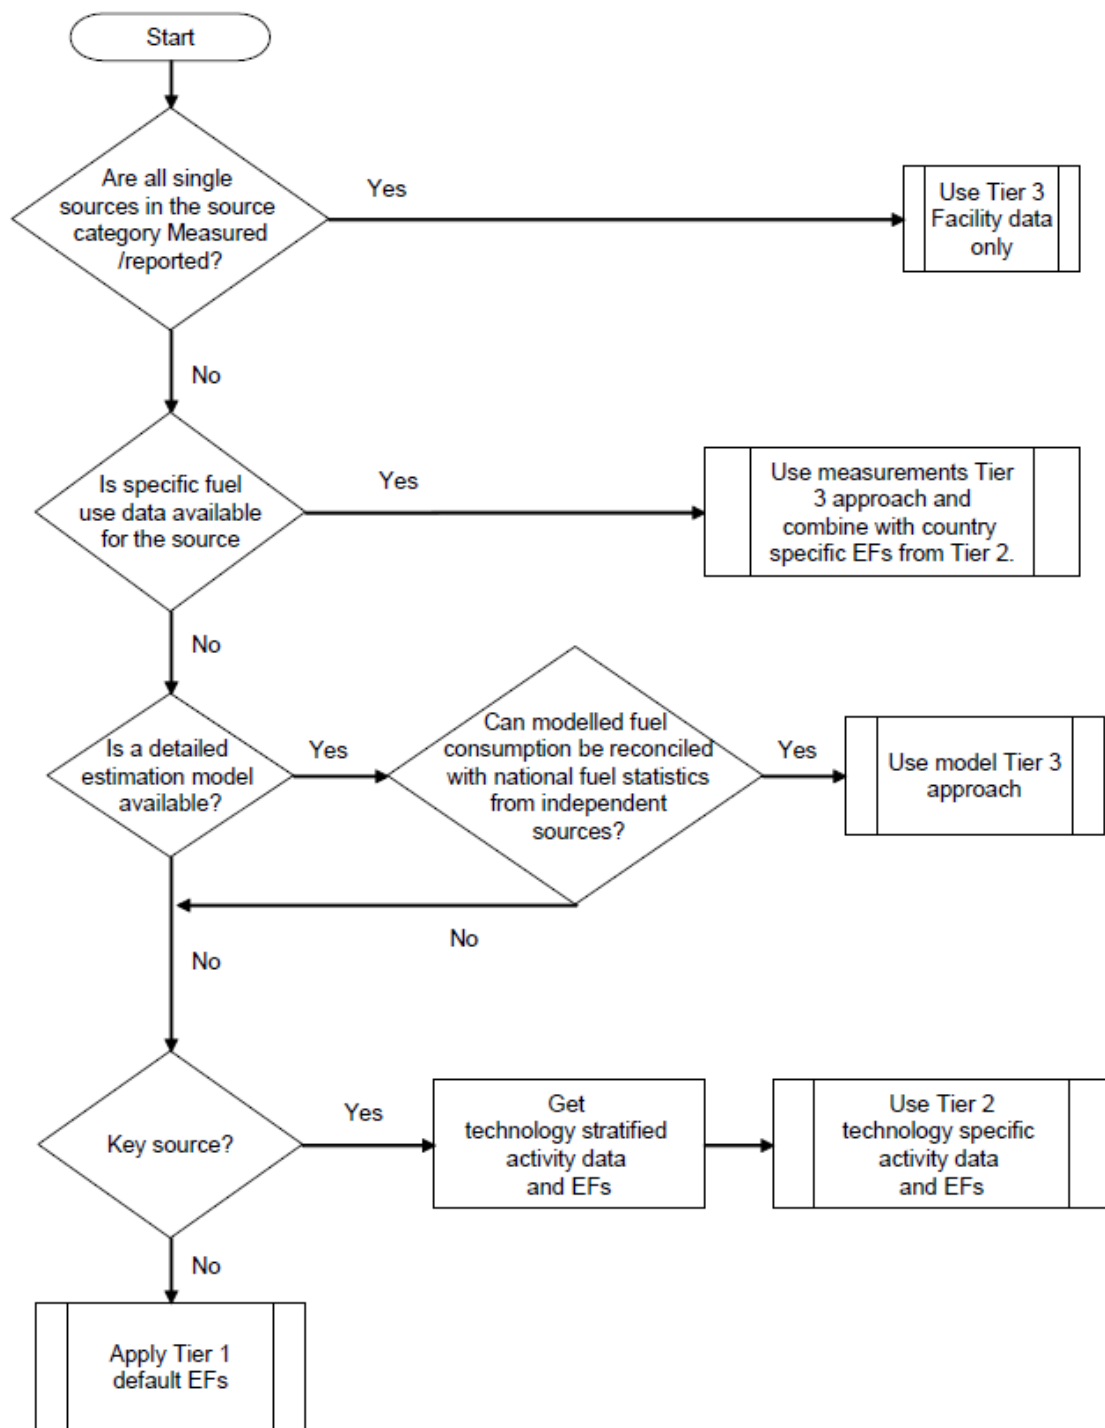 Start
Are all single
sources in the source
category Measured
/reported?
Yes
Use Tier 3
Facility data
only
No
Is specific fuel
use data available
for the source
Yes
Use measurements Tier
3 approach and
combine with country
specific EFs from Tier 2.
No
Is a detailed
estimation model
available?
Yes
Can modelled fuel
consumption be reconciled
with national fuel statistics
from independent
sources?
Yes
Use model Tier 3
approach
No
No
Key source?
Yes
Get
technology stratified
activity data
and EFs
Use Tier 2
technology specific
activity data
and EFs
No
Apply Tier 1
default EFs